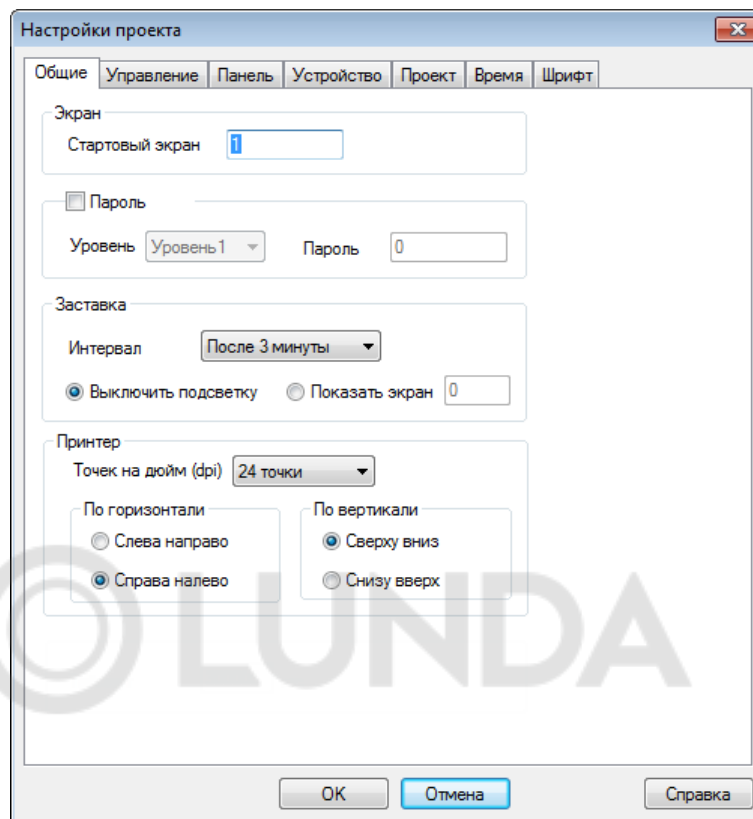 Настройки проекта
Общие Управление Панель Устройство Проект Время Шрифт
Экран
Стартовый экран 1
Пароль
Уровень Уровень1 Пароль 0
Заставка
Интервал После 3 минуты
Выключить подсветку Показать экран 0
Принтер
Точек на дюйм (dpi) 24 точки
По горизонтали По вертикали
Слева направо Сверху вниз
Справа налево Снизу вверх
LUNDA
OK Отмена Справка